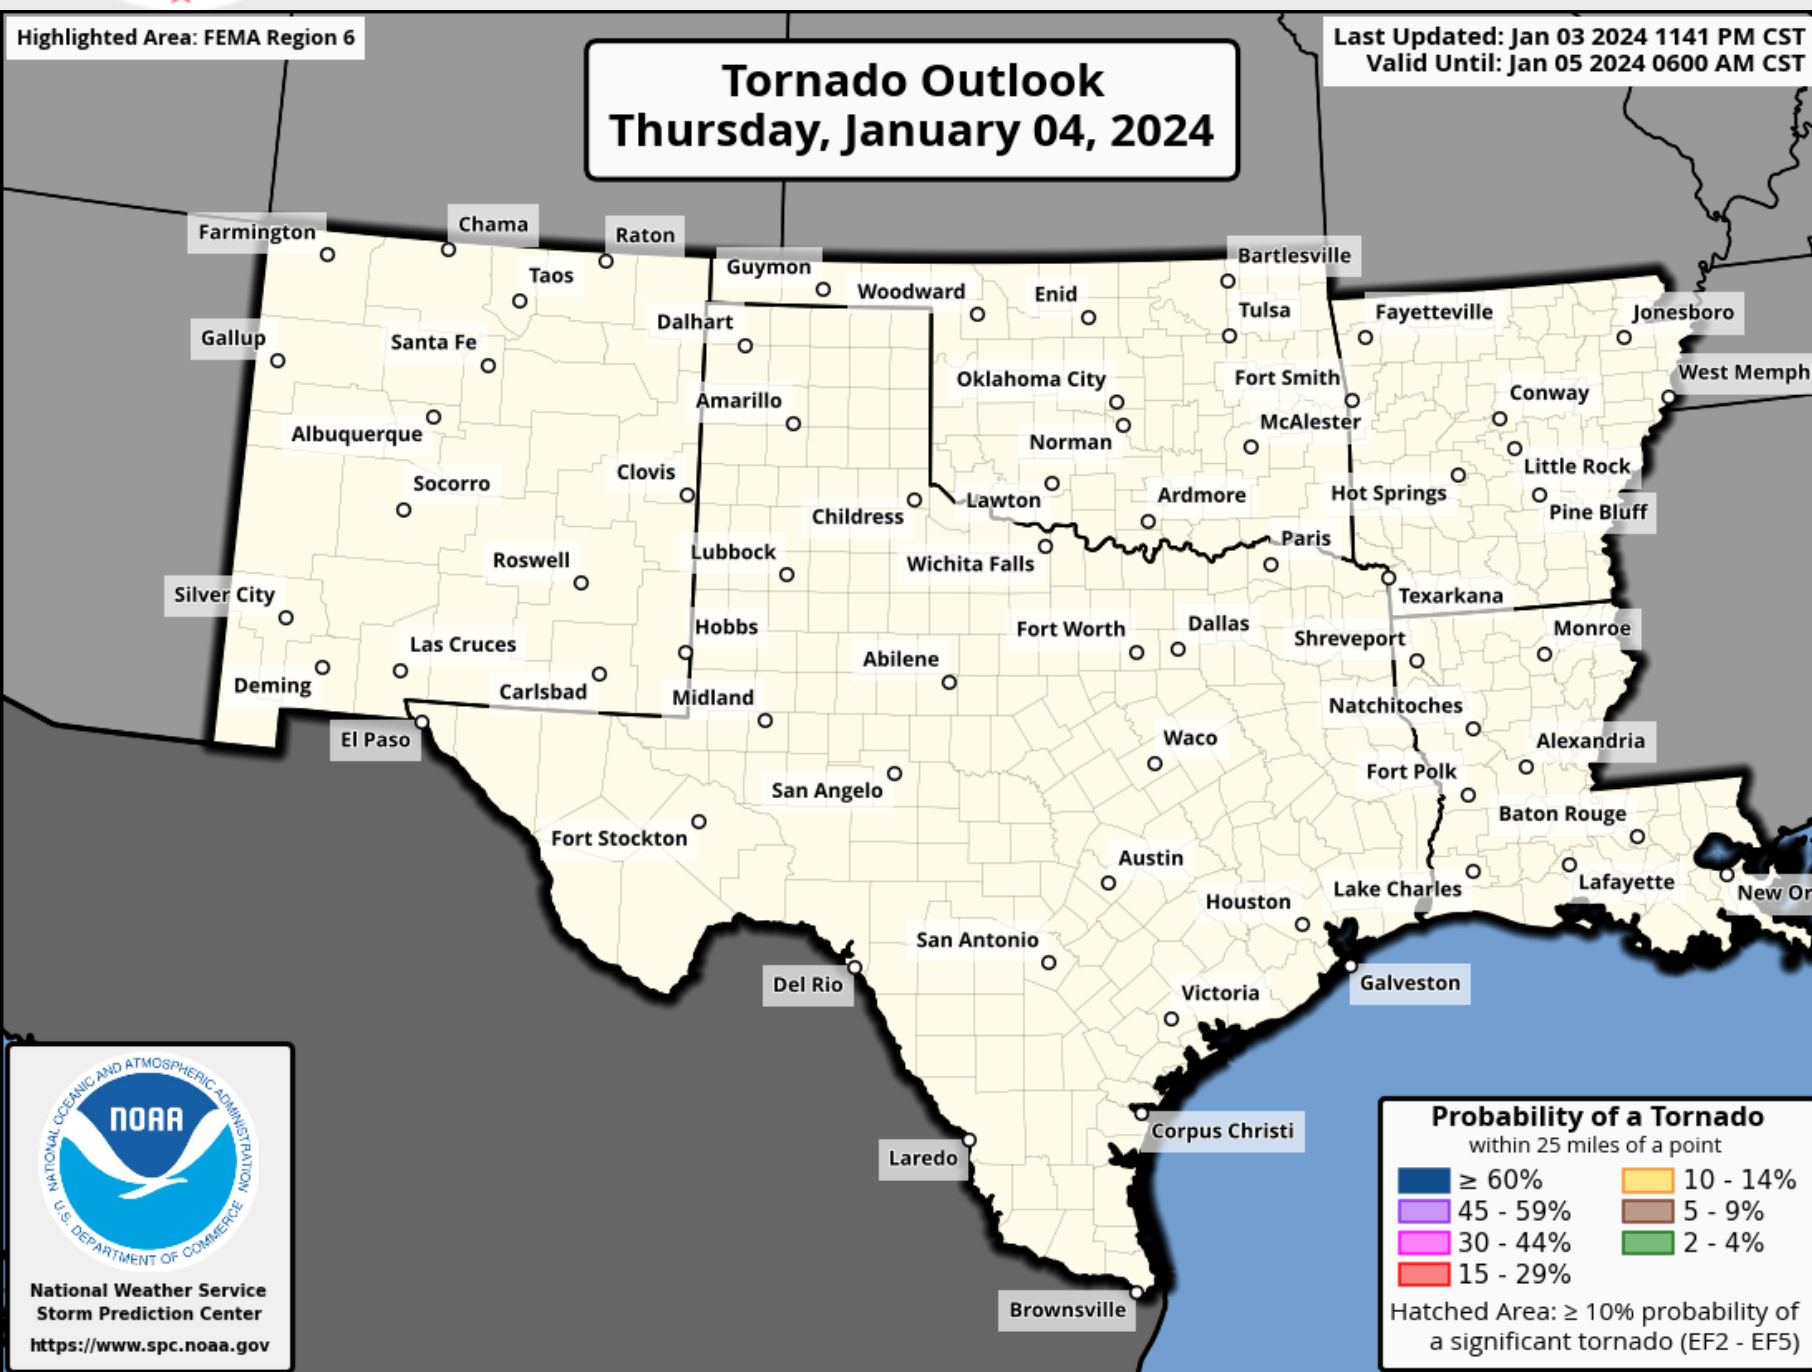 Highlighted Area: FEMA Region 6
Tornado Outlook
Thursday, January 04, 2024
Last Updated: Jan 03 2024 1141 PM CST
Valid Until: Jan 05 2024 0600 AM CST
Farmington
Chama
Raton
Taos
Guymon
Woodward
Enid
Bartlesville
Tulsa
Fayetteville
Jonesboro
Gallup
Santa Fe
Dalhart
Oklahoma City
Fort Smith
Conway
West Memph
Albuquerque
Amarillo
Norman
McAlester
Little Rock
Socorro
Clovis
Childress
Lawton
Ardmore
Hot Springs
Pine Bluff
Roswell
Lubbock
Wichita Falls
Paris
Silver City
Texarkana
Las Cruces
Hobbs
Abilene
Fort Worth
Dallas
Shreveport
Monroe
Deming
Carlsbad
Midland
Natchitoches
El Paso
Waco
Alexandria
San Angelo
Fort Polk
Fort Stockton
Baton Rouge
Austin
Houston
Lake Charles
Lafayette
New Or
San Antonio
Del Rio
Victoria
Galveston
Corpus Christi
Laredo
Brownsville
NATIONAL OCEANIC AND ATMOSPHERIC ADMINISTRATION
NOAA
U.S. DEPARTMENT OF COMMERCE
National Weather Service
Storm Prediction Center
https://www.spc.noaa.gov
Probability of a Tornado
within 25 miles of a point
≥ 60% 10 - 14%
45 - 59% 5 - 9%
30 - 44% 2 - 4%
15 - 29%
Hatched Area: ≥ 10% probability of
a significant tornado (EF2 - EF5)